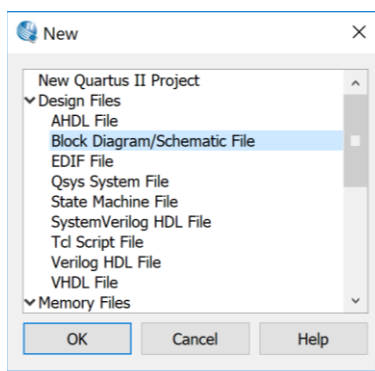 New
New Quartus II Project
Design Files
AHDL File
Block Diagram/Schematic File
EDIF File
Qsys System File
State Machine File
SystemVerilog HDL File
Tcl Script File
Verilog HDL File
VHDL File
Memory Files
OK Cancel Help